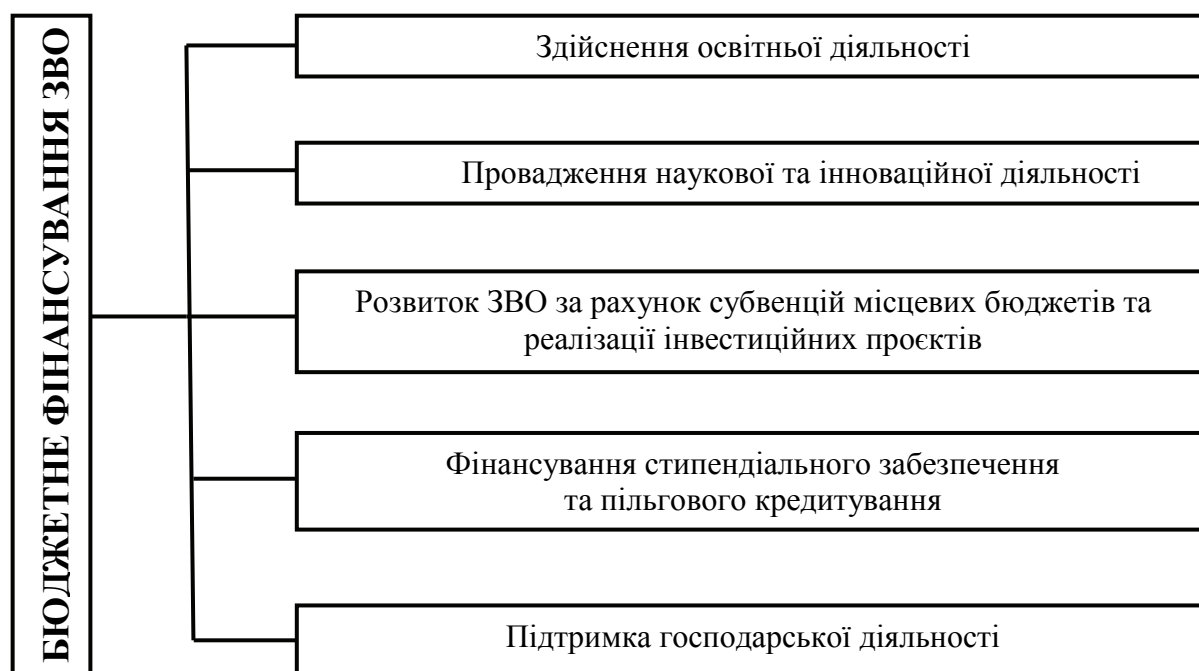 БЮДЖЕТНЕ ФІНАНСУВАННЯ ЗВО
Здійснення освітньої діяльності
Провадження наукової та інноваційної діяльності
Розвиток ЗВО за рахунок субвенцій місцевих бюджетів та
реалізації інвестиційних проєктів
Фінансування стипендіального забезпечення
та пільгового кредитування
Підтримка господарської діяльності